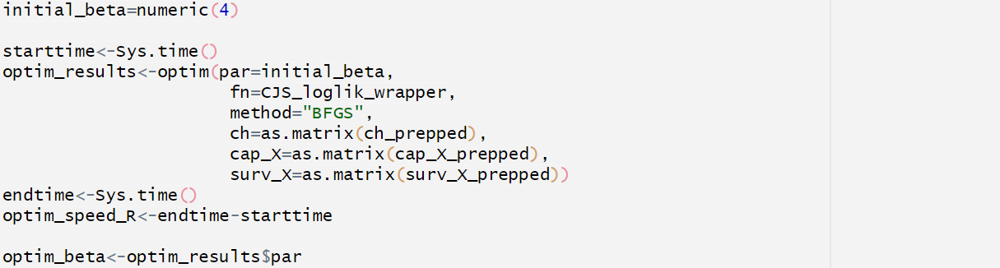 initial_beta=numeric(4)
starttime<-Sys.time()
optim_results<-optim(par=initial_beta,
fn=CJS_loglik_wrapper,
method="BFGS",
ch=as.matrix(ch_prepped),
cap_X=as.matrix(cap_X_prepped),
surv_X=as.matrix(surv_X_prepped))
endtime<-Sys.time()
optim_speed_R<-endtime-starttime
optim_beta<-optim_results$par